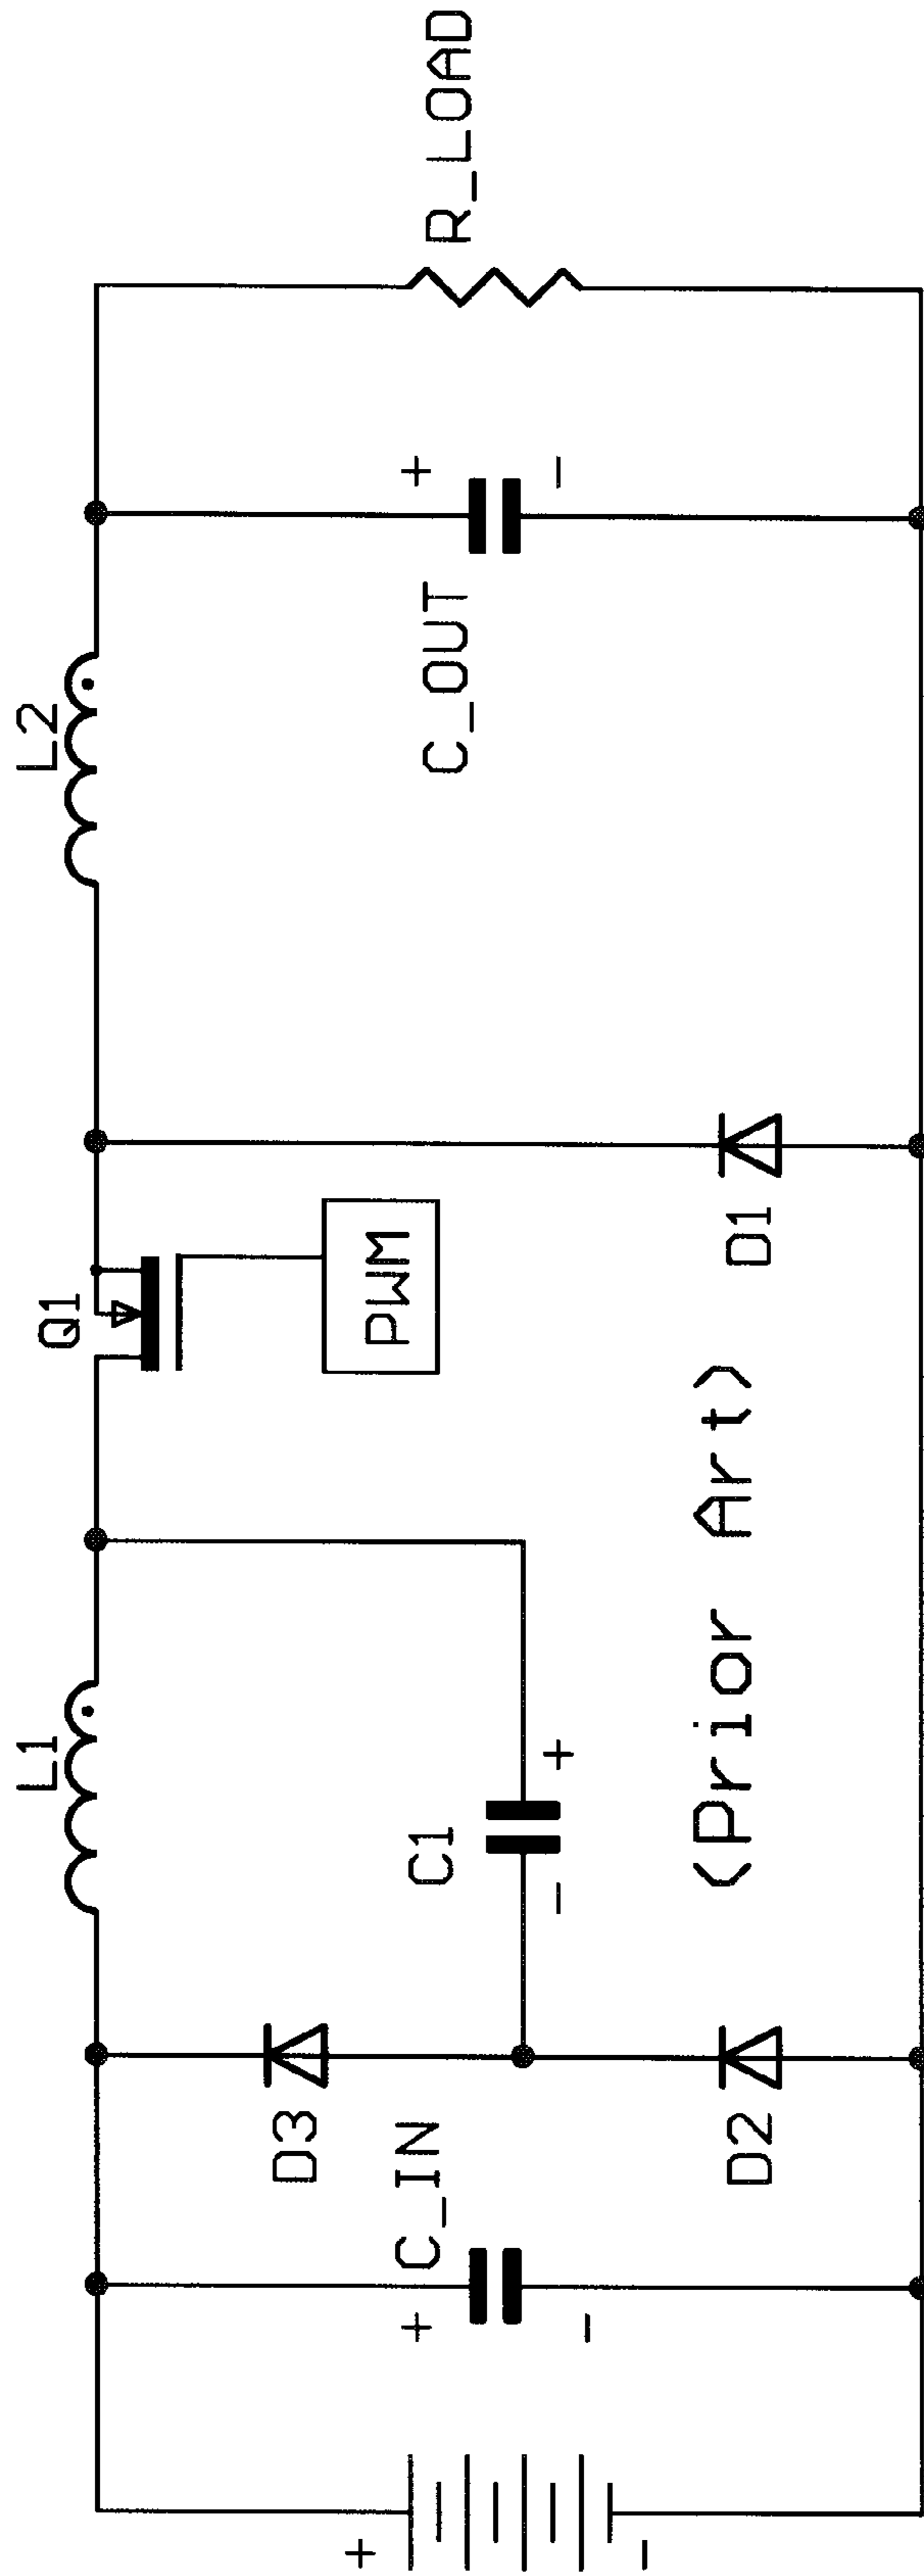 L1
Q1
L2
D3
C_IN
C1
PWM
C_OUT
R_LOAD
D2
D1
(Prior Art)
+
-
+
-
-
+
+
-